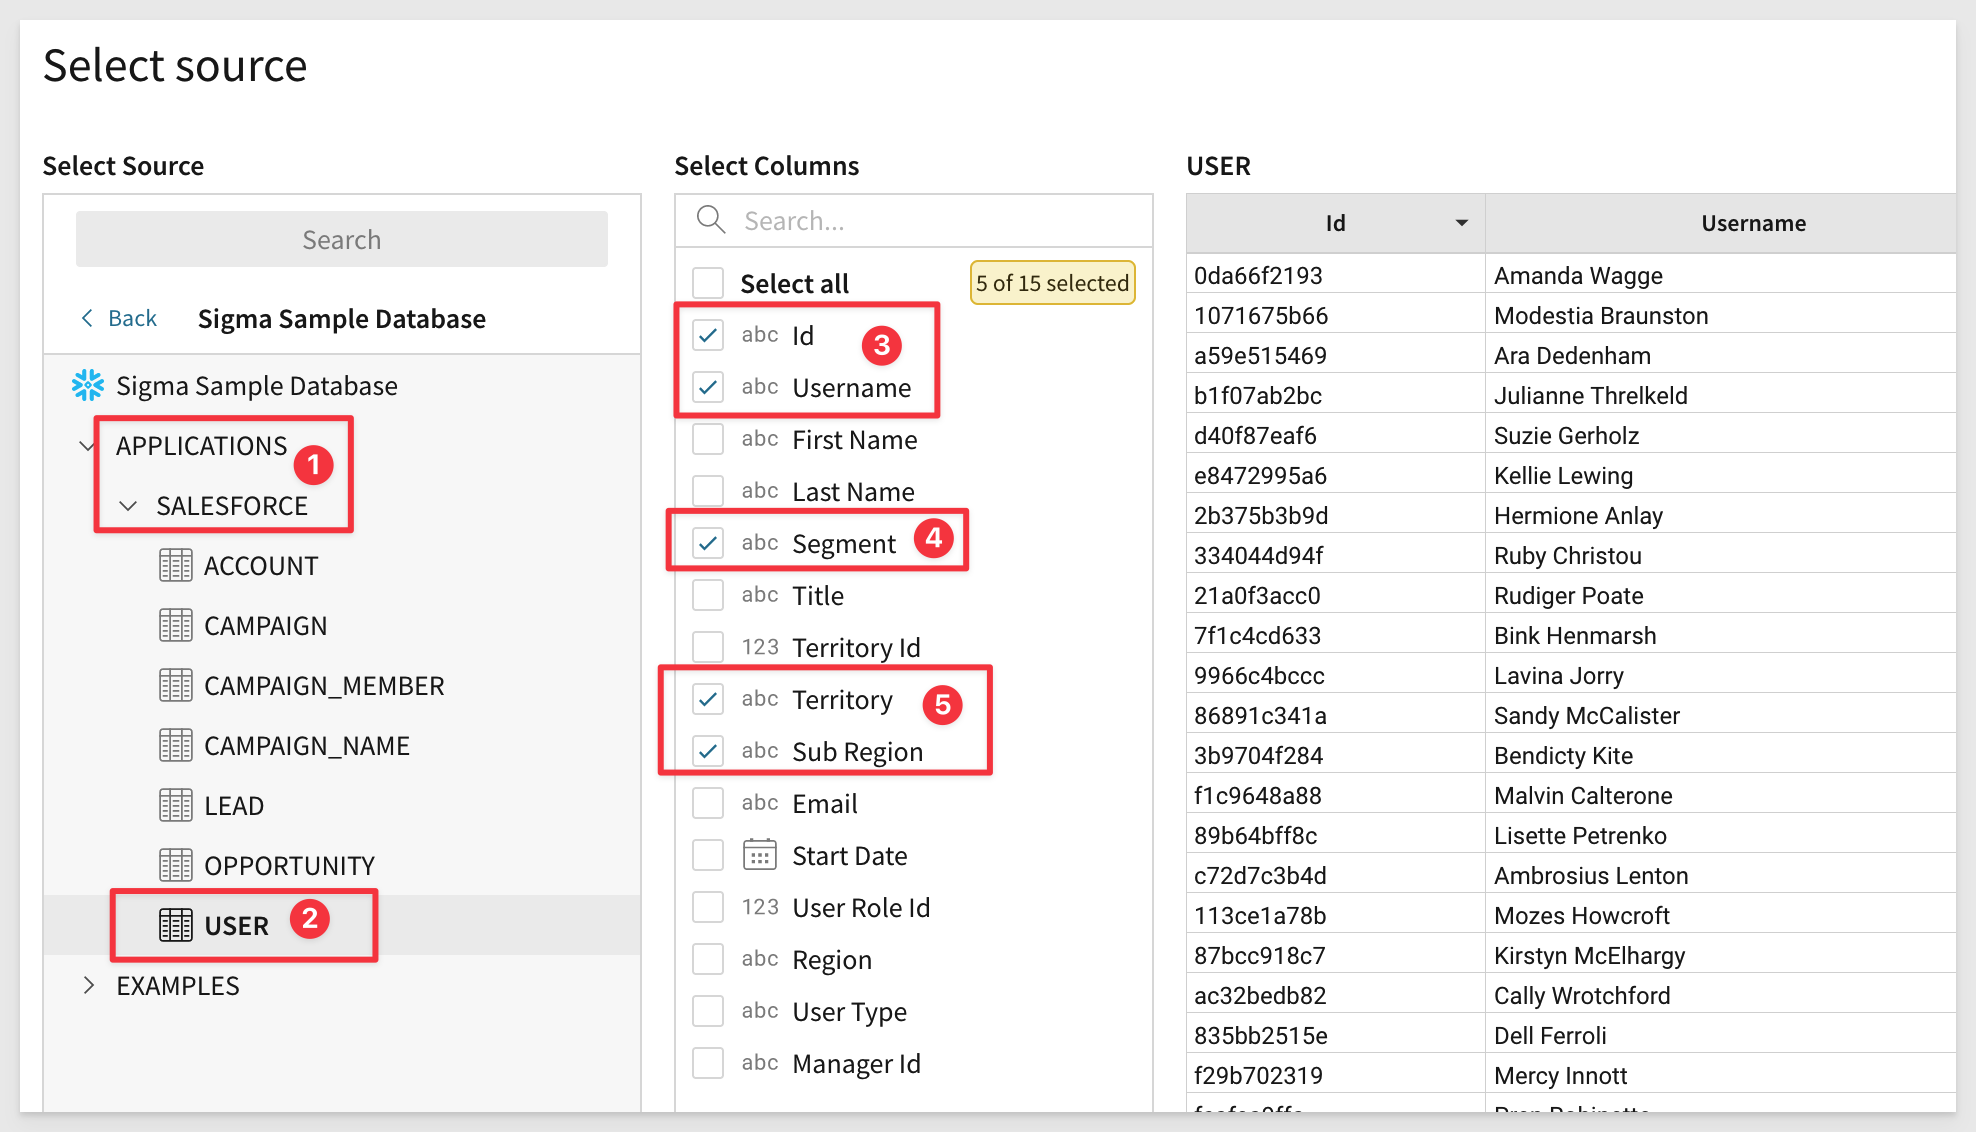 Select source
Select Source
Search
Back
Sigma Sample Database
Sigma Sample Database
APPLICATIONS
1
SALESFORCE
ACCOUNT
CAMPAIGN
CAMPAIGN_MEMBER
CAMPAIGN_NAME
LEAD
OPPORTUNITY
USER
2
EXAMPLES
Select Columns
Search...
Select all
5 of 15 selected
abc Id
3
abc Username
abc First Name
abc Last Name
abc Segment
4
abc Title
123 Territory Id
abc Territory
5
abc Sub Region
abc Email
Start Date
123 User Role Id
abc Region
abc User Type
abc Manager Id
USER
Id Username
0da66f2193 Amanda Wagge
1071675b66 Modestia Braunston
a59e515469 Ara Dedenham
b1f07ab2bc Julianne Threlkeld
d40f87eaf6 Suzie Gerholz
e8472995a6 Kellie Lewing
2b375b3b9d Hermione Anlay
334044d94f Ruby Christou
21a0f3acc0 Rudiger Poate
7f1c4cd633 Bink Henmarsh
9966c4bccc Lavina Jorry
86891c341a Sandy McCalister
3b9704f284 Bendicty Kite
f1c9648a88 Malvin Calterone
89b64bff8c Lisette Petrenko
c72d7c3b4d Ambrosius Lenton
113ce1a78b Mozes Howcroft
87bcc918c7 Kirstyn McElhargy
ac32bedb82 Cally Wrotchford
835bb2515e Dell Ferroli
f29b702319 Mercy Innott